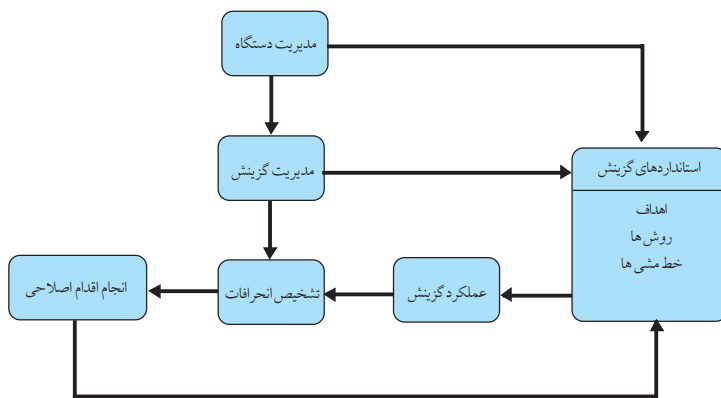 مدیریت دستگاه
مدیریت گزینش
استانداردهای گزینش
اهداف
روش ها
خط مشی ها
عملکرد گزینش
تشخیص انحرافات
انجام اقدام اصلاحی